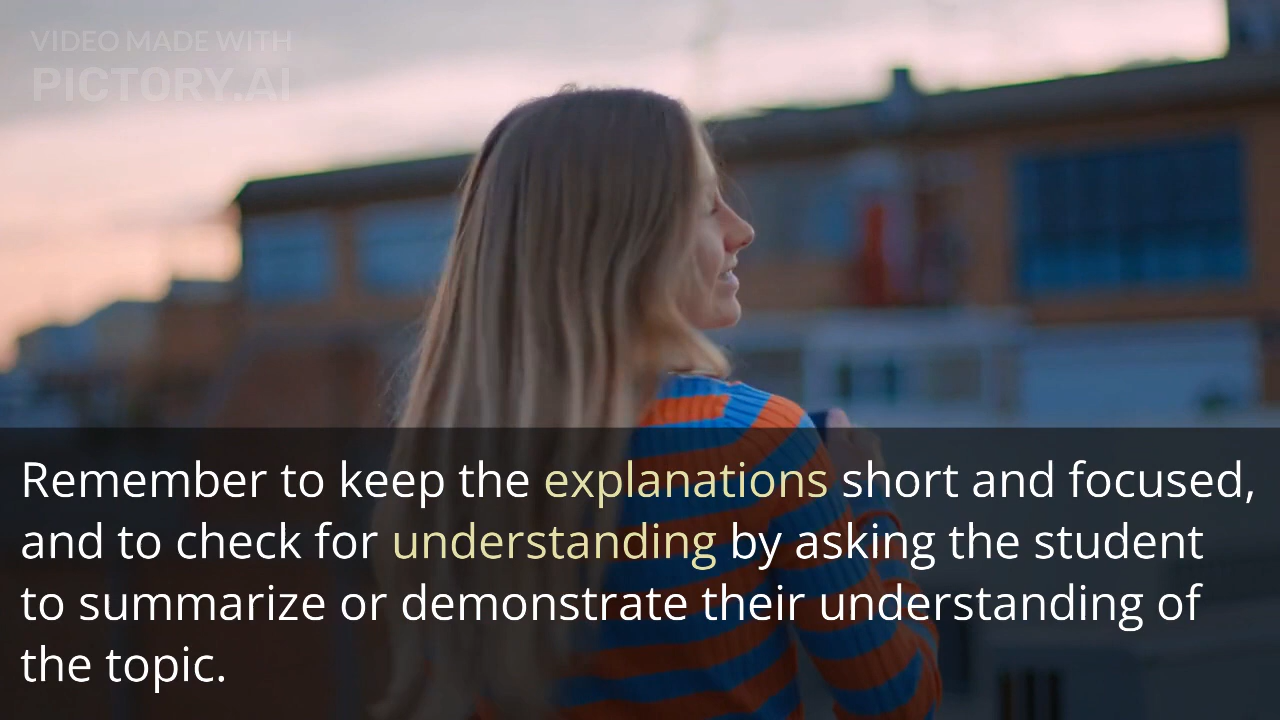 VIDEO MADE WITH
PICTORY.AI
Remember to keep the explanations short and focused,
and to check for understanding by asking the student
to summarize or demonstrate their understanding of
the topic.